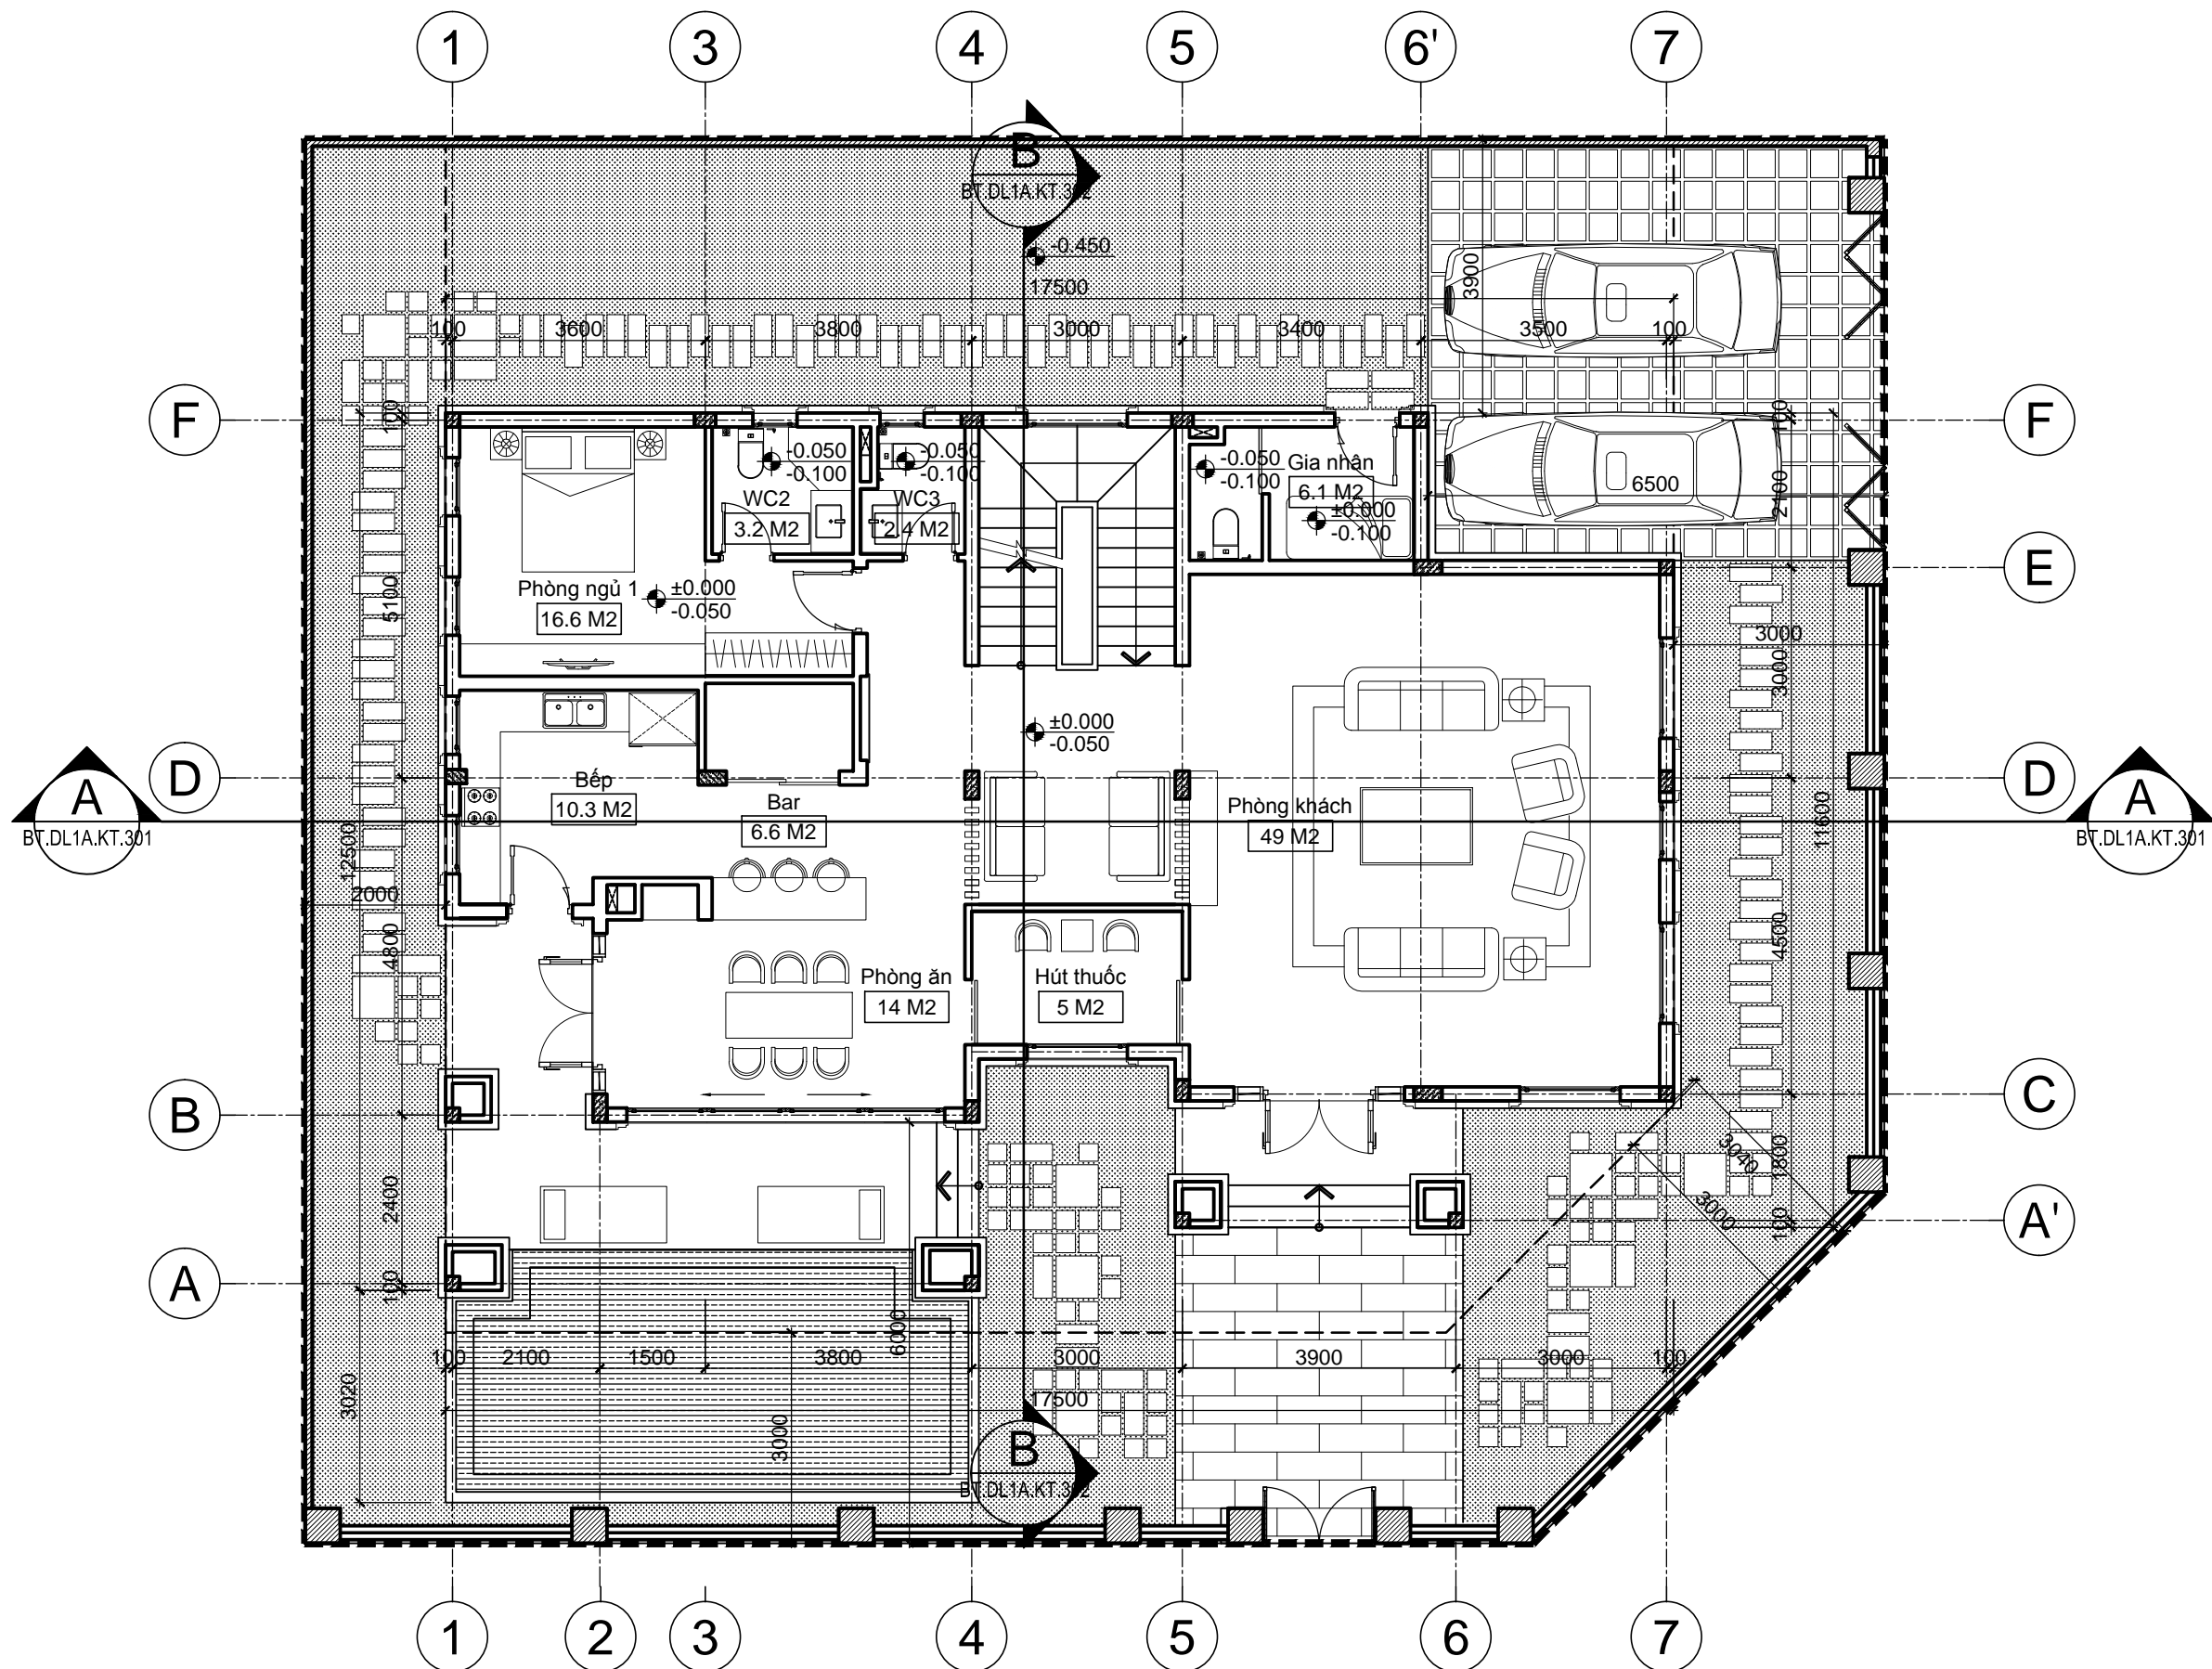 1 3 4 5 6' 7
B
BT.DL1A.KT.302
-0.450
17500
100 3600 3800 3000 3400 3500 100
3900
F F
100 100
-0.050
-0.100
-0.050
-0.100
-0.050
-0.100
Gia nhân
6.1 M2
±0.000
-0.100
WC2
3.2 M2
WC3
2.4 M2
6500
2100
E
Phòng ngủ 1
16.6 M2
±0.000
-0.050
5100
3000
3000
±0.000
-0.050
D D
A
BT.DL1A.KT.301
A
BT.DL1A.KT.301
Bếp
10.3 M2
Bar
6.6 M2
Phòng khách
49 M2
11600
12500
2000
4800
4500
Phòng ăn
14 M2
Hút thuốc
5 M2
B C
3040
1800
2400
3000
100
A'
A
100
6000
100 2100 1500 3800 3000 3900 3000 100
3020
17500
3000
B
BT.DL1A.KT.302
1 2 3 4 5 6 7